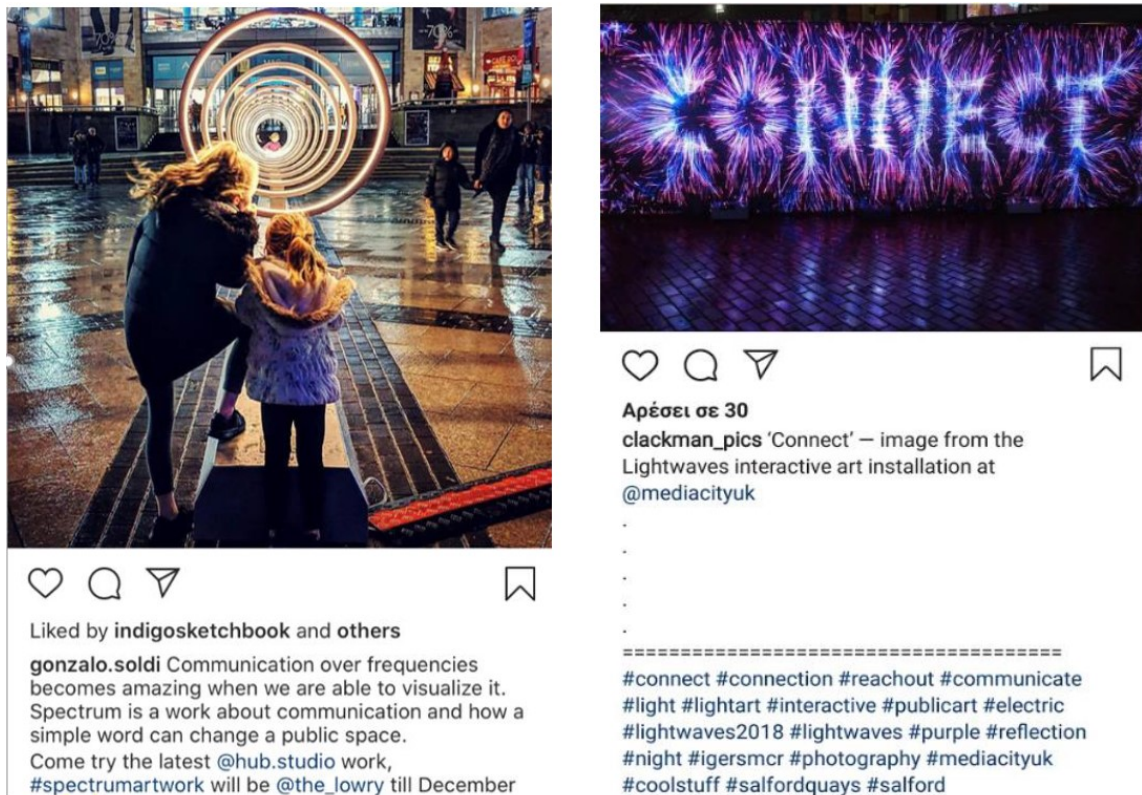 70%
70%
CAFE ROU
Liked by indigosketchbook and others
gonzalo.soldi Communication over frequencies
becomes amazing when we are able to visualize it.
Spectrum is a work about communication and how a
simple word can change a public space.
Come try the latest @hub.studio work,
#spectrumartwork will be @the_lowry till December
CONNECT
Αρέσει σε 30
clackman_pics ‘Connect’ — image from the
Lightwaves interactive art installation at
@mediacityuk
.
.
.
.
.
======================================
#connect #connection #reachout #communicate
#light #lightart #interactive #publicart #electric
#lightwaves2018 #lightwaves #purple #reflection
#night #igersmcr #photography #mediacityuk
#coolstuff #salfordquays #salford